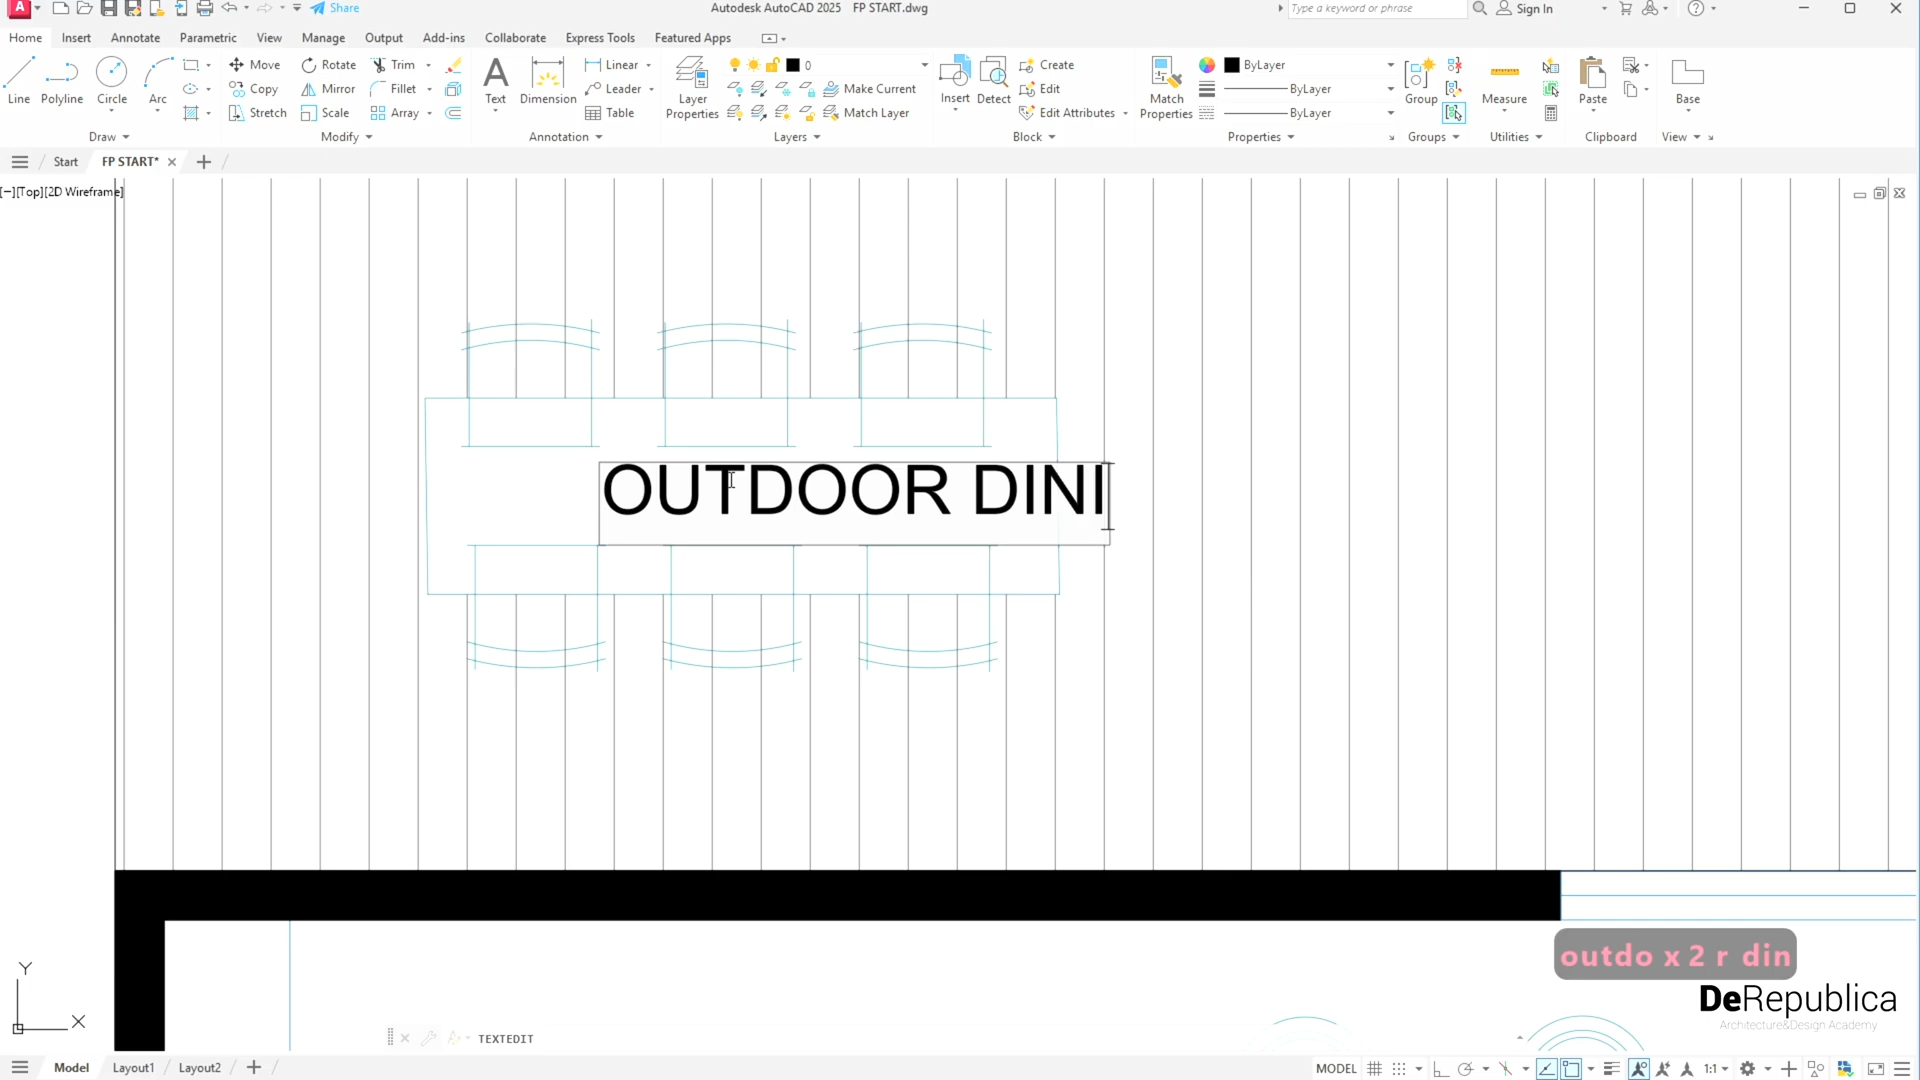 Autodesk AutoCAD 2025 FP START.dwg
Share
Type a keyword or phrase
Sign In
Home Insert Annotate Parametric View Manage Output Add-ins Collaborate Express Tools Featured Apps
Line Polyline Circle Arc
Move Rotate Trim
Copy Mirror Fillet
Stretch Scale Array
Text Dimension
Linear
Leader
Table
Layer Properties
0
Make Current
Match Layer
Insert Detect
Create
Edit
Edit Attributes
Match Properties
ByLayer
ByLayer
ByLayer
Group Measure Paste Base
Draw Modify Annotation Layers Block Properties Groups Utilities Clipboard View
Start FP START*
[−][Top][2D Wireframe]
OUTDOOR DINI
outdo x 2 r din
DeRepublica
Architecture&Design Academy
Y
X
TEXTEDIT
Model Layout1 Layout2
MODEL 1:1